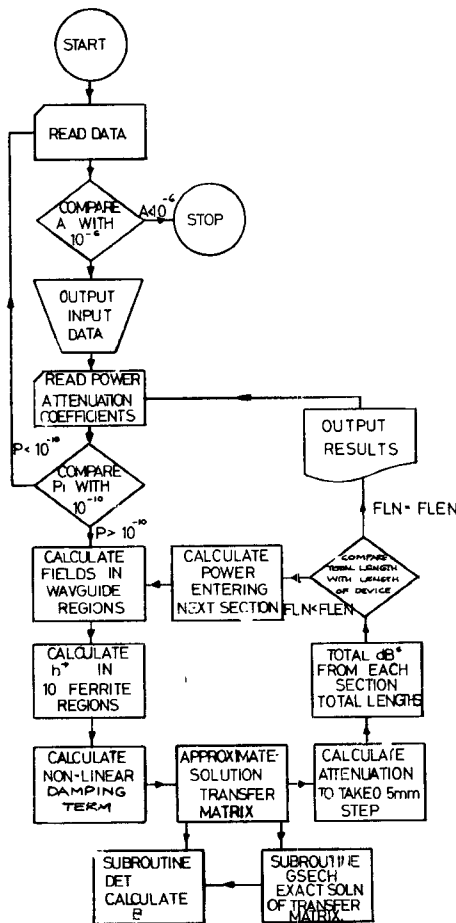 START
READ DATA
COMPARE
A WITH
10⁻⁶
A<10⁻⁶
STOP
OUTPUT
INPUT
DATA
READ POWER
ATTENUATION
COEFFICIENTS
P< 10⁻¹⁰
COMPARE
Pi WITH
10⁻¹⁰
P> 10⁻¹⁰
CALCULATE
FIELDS IN
WAVGUIDE
REGIONS
CALCULATE
h⁺ IN
10 FERRITE
REGIONS
CALCULATE
NON-LINEAR
DAMPING
TERM
APPROXIMATE-
SOLUTION
TRANSFER
MATRIX
SUBROUTINE
DET
CALCULATE
SUBROUTINE
GSECH
EXACT SOLN
OF TRANSFER
MATRIX.
CALCULATE
ATTENUATION
TO TAKE 0 5mm
STEP
TOTAL dBˢ
FROM EACH
SECTION
TOTAL LENGTHS
COMPARE
TOTAL LENGTH
WITH LENGTH
OF DEVICE
FLN<FLEN
CALCULATE
POWER
ENTERING
NEXT SECTION
FLN= FLEN
OUTPUT
RESULTS